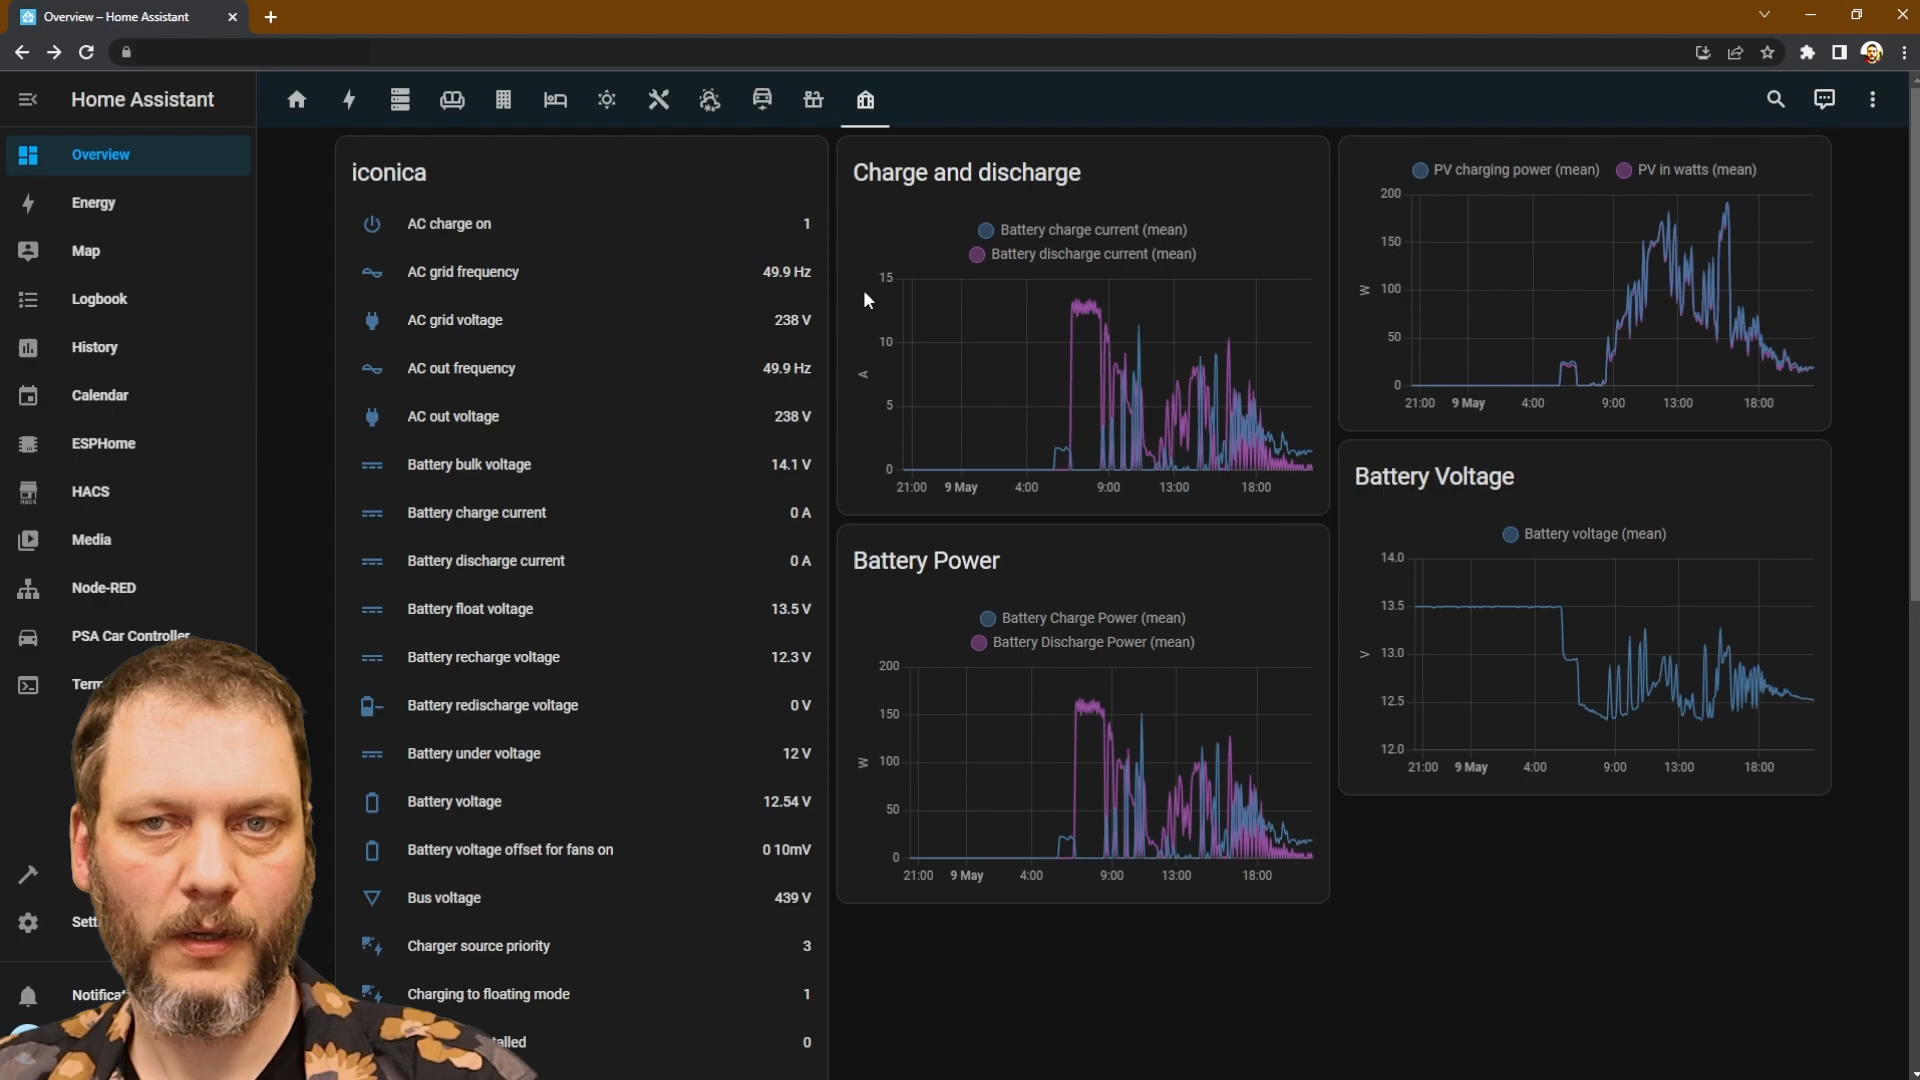 Overview – Home Assistant
Home Assistant
Overview
Energy
Map
Logbook
History
Calendar
ESPHome
HACS
HACS
Media
Node-RED
PSA Car Controller
Term
Sett
Notificat
iconica
AC charge on 1
AC grid frequency 49.9 Hz
AC grid voltage 238 V
AC out frequency 49.9 Hz
AC out voltage 238 V
Battery bulk voltage 14.1 V
Battery charge current 0 A
Battery discharge current 0 A
Battery float voltage 13.5 V
Battery recharge voltage 12.3 V
Battery redischarge voltage 0 V
Battery under voltage 12 V
Battery voltage 12.54 V
Battery voltage offset for fans on 0 10mV
Bus voltage 439 V
Charger source priority 3
Charging to floating mode 1
talled 0
Charge and discharge
Battery charge current (mean)
Battery discharge current (mean)
15
10
A
5
0
21:00 9 May 4:00 9:00 13:00 18:00
Battery Power
Battery Charge Power (mean)
Battery Discharge Power (mean)
200
150
W
100
50
0
21:00 9 May 4:00 9:00 13:00 18:00
PV charging power (mean) PV in watts (mean)
200
150
W
100
50
0
21:00 9 May 4:00 9:00 13:00 18:00
Battery Voltage
Battery voltage (mean)
14.0
13.5
V
13.0
12.5
12.0
21:00 9 May 4:00 9:00 13:00 18:00